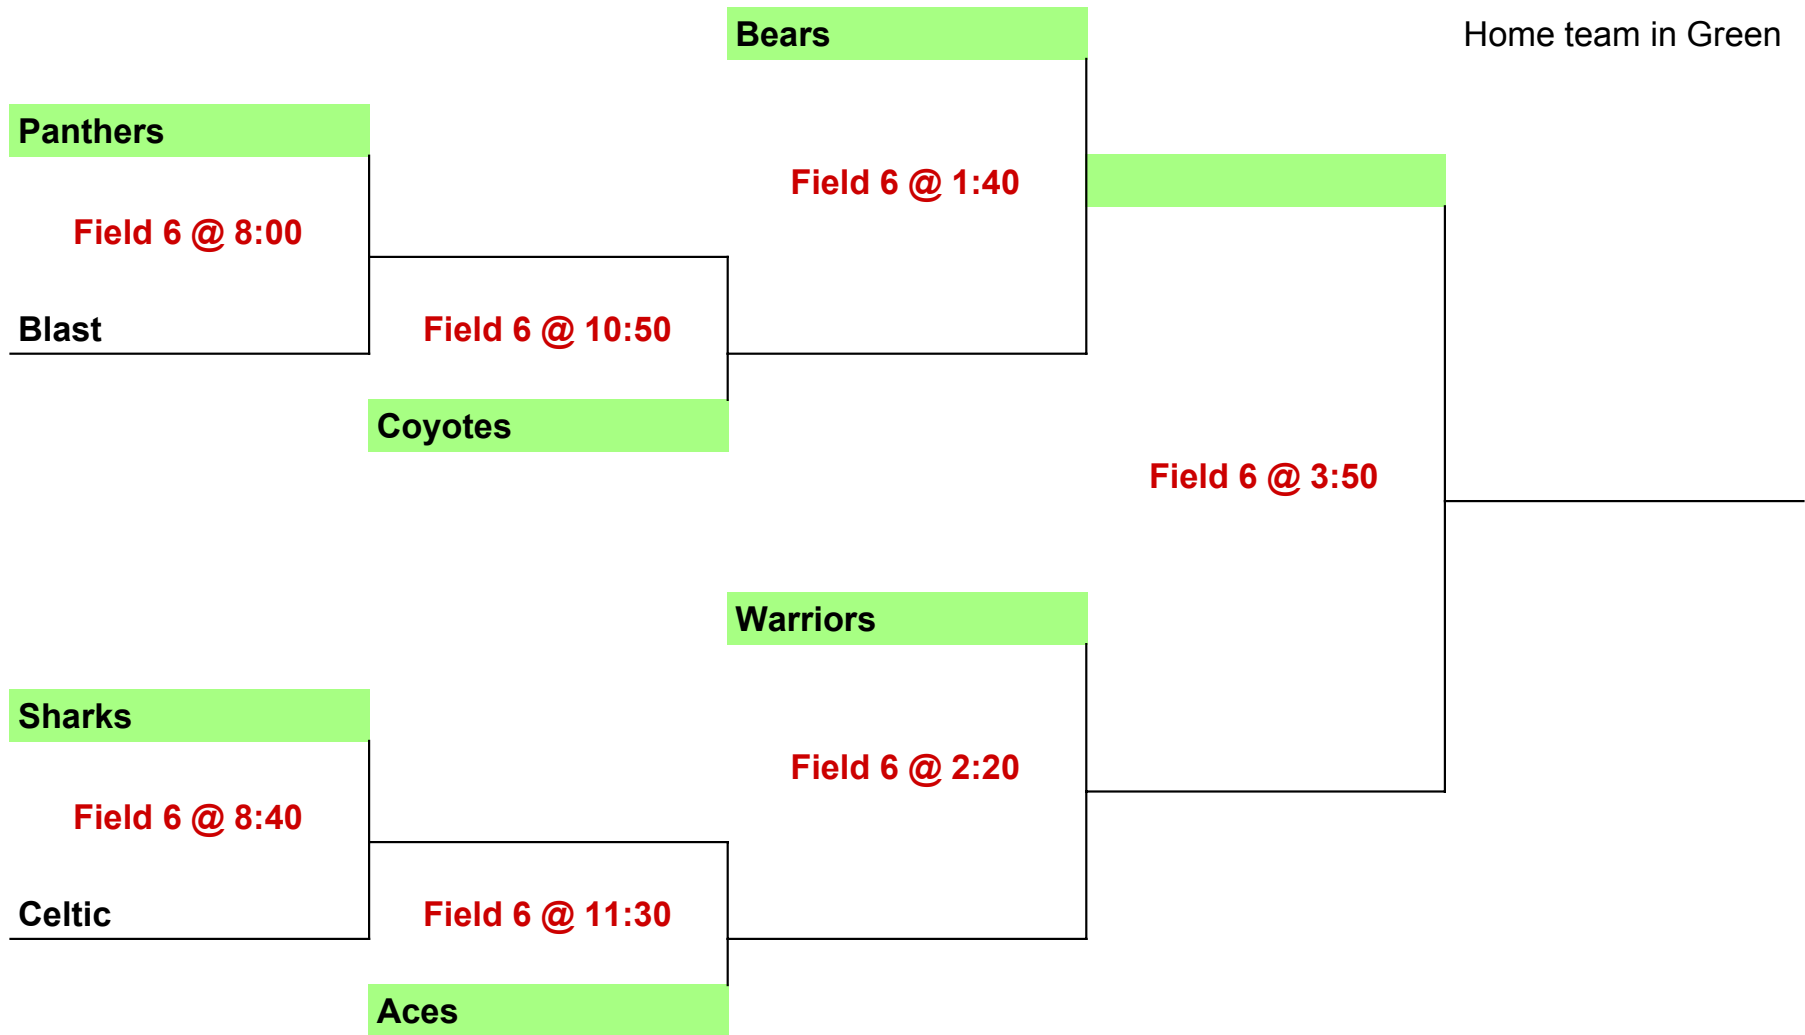 Bears
Home team in Green
Panthers
Field 6 @ 1:40
Field 6 @ 8:00
Blast
Field 6 @ 10:50
Coyotes
Field 6 @ 3:50
Warriors
Sharks
Field 6 @ 2:20
Field 6 @ 8:40
Celtic
Field 6 @ 11:30
Aces